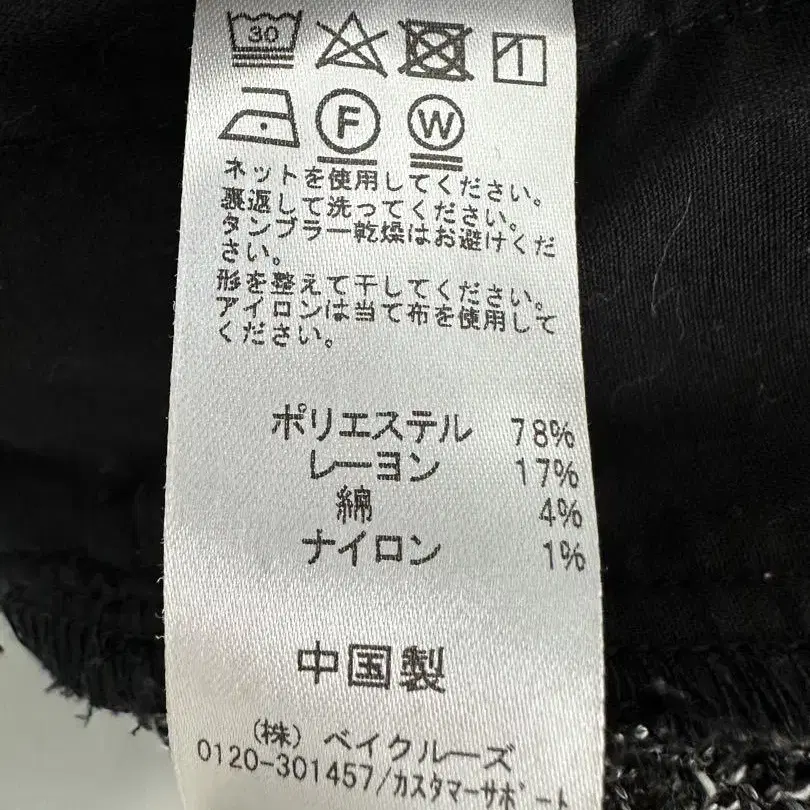 30
F W
ネットを使用してください。
裏返して洗ってください。
タンブラー乾燥はお避けくだ
さい。
形を整えて干してください。
アイロンは当て布を使用して
ください。
ポリエステル 78%
レーヨン 17%
綿 4%
ナイロン 1%
中国製
(株) ベイクルーズ
0120-301457/カスタマーサポート